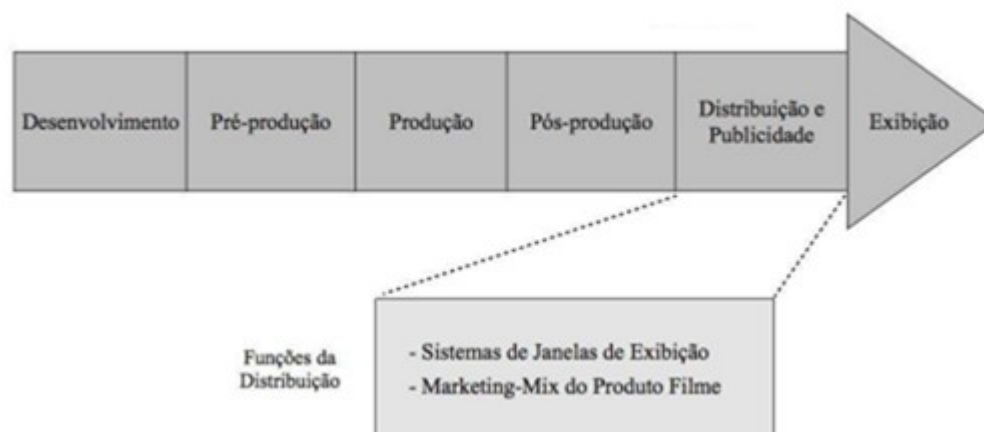 Desenvolvimento
Pré-produção
Produção
Pós-produção
Distribuição e
Publicidade
Exibição
Funções da
Distribuição
- Sistemas de Janelas de Exibição
- Marketing-Mix do Produto Filme